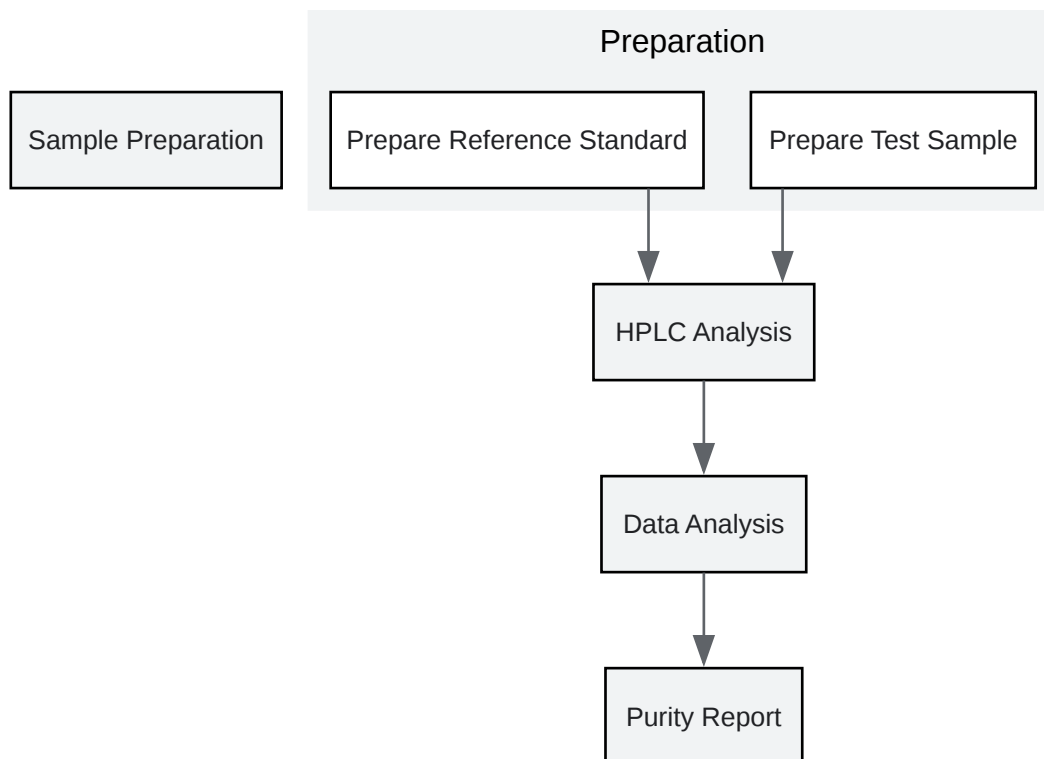 Preparation
Sample Preparation
Prepare Reference Standard
Prepare Test Sample
HPLC Analysis
Data Analysis
Purity Report